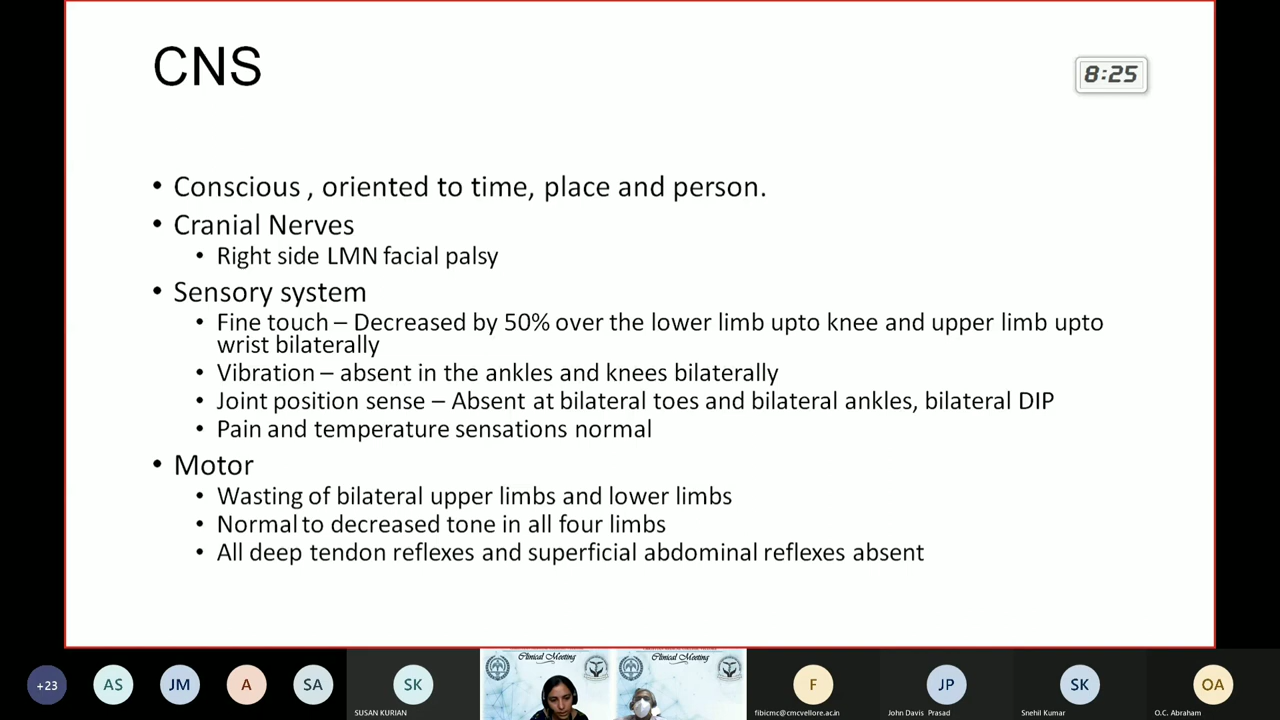 CNS
8:25
• Conscious , oriented to time, place and person.
• Cranial Nerves
• Right side LMN facial palsy
• Sensory system
• Fine touch – Decreased by 50% over the lower limb upto knee and upper limb upto
wrist bilaterally
• Vibration – absent in the ankles and knees bilaterally
• Joint position sense – Absent at bilateral toes and bilateral ankles, bilateral DIP
• Pain and temperature sensations normal
• Motor
• Wasting of bilateral upper limbs and lower limbs
• Normal to decreased tone in all four limbs
• All deep tendon reflexes and superficial abdominal reflexes absent
+23
AS
JM
A
SA
SK
SUSAN KURIAN
Clinical Meeting
Clinical Meeting
F
fibicmc@cmcvellore.ac.in
JP
John Davis Prasad
SK
Snehil Kumar
OA
O.C. Abraham